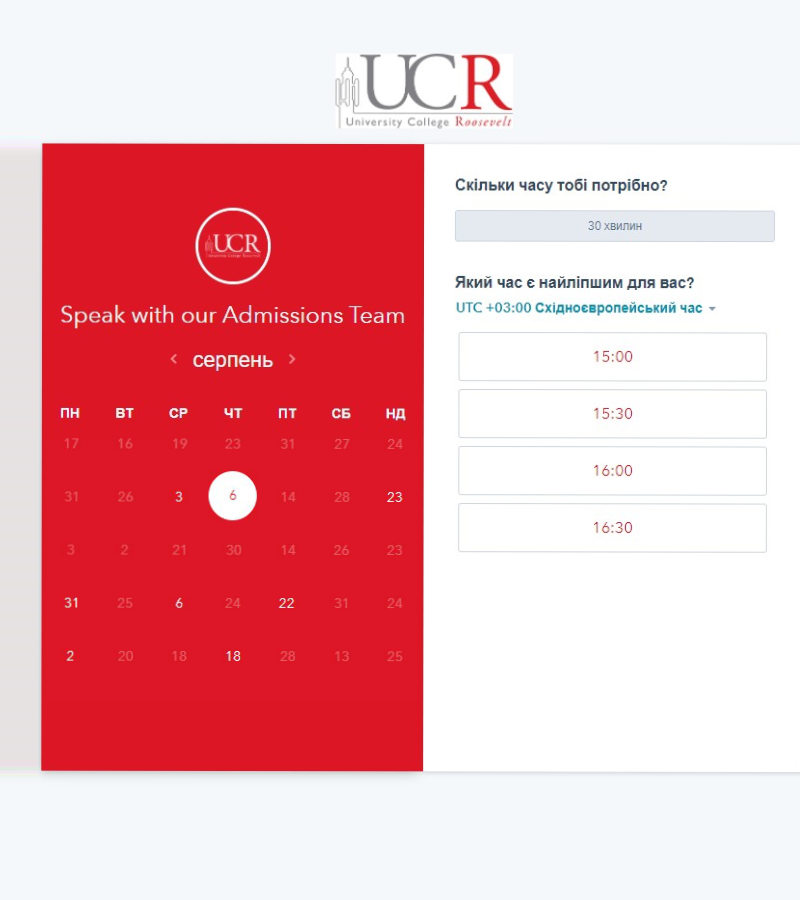 UCR
University College Roosevelt
UCR
Speak with our Admissions Team
серпень
ПН ВТ СР ЧТ ПТ СБ НД
17 16 19 23 31 27 24
31 26 3 6 14 28 23
3 2 21 30 14 26 23
31 25 6 24 22 31 24
2 20 18 18 28 13 25
Скільки часу тобі потрібно?
30 хвилин
Який час є найліпшим для вас?
UTC +03:00 Східноєвропейський час
15:00
15:30
16:00
16:30